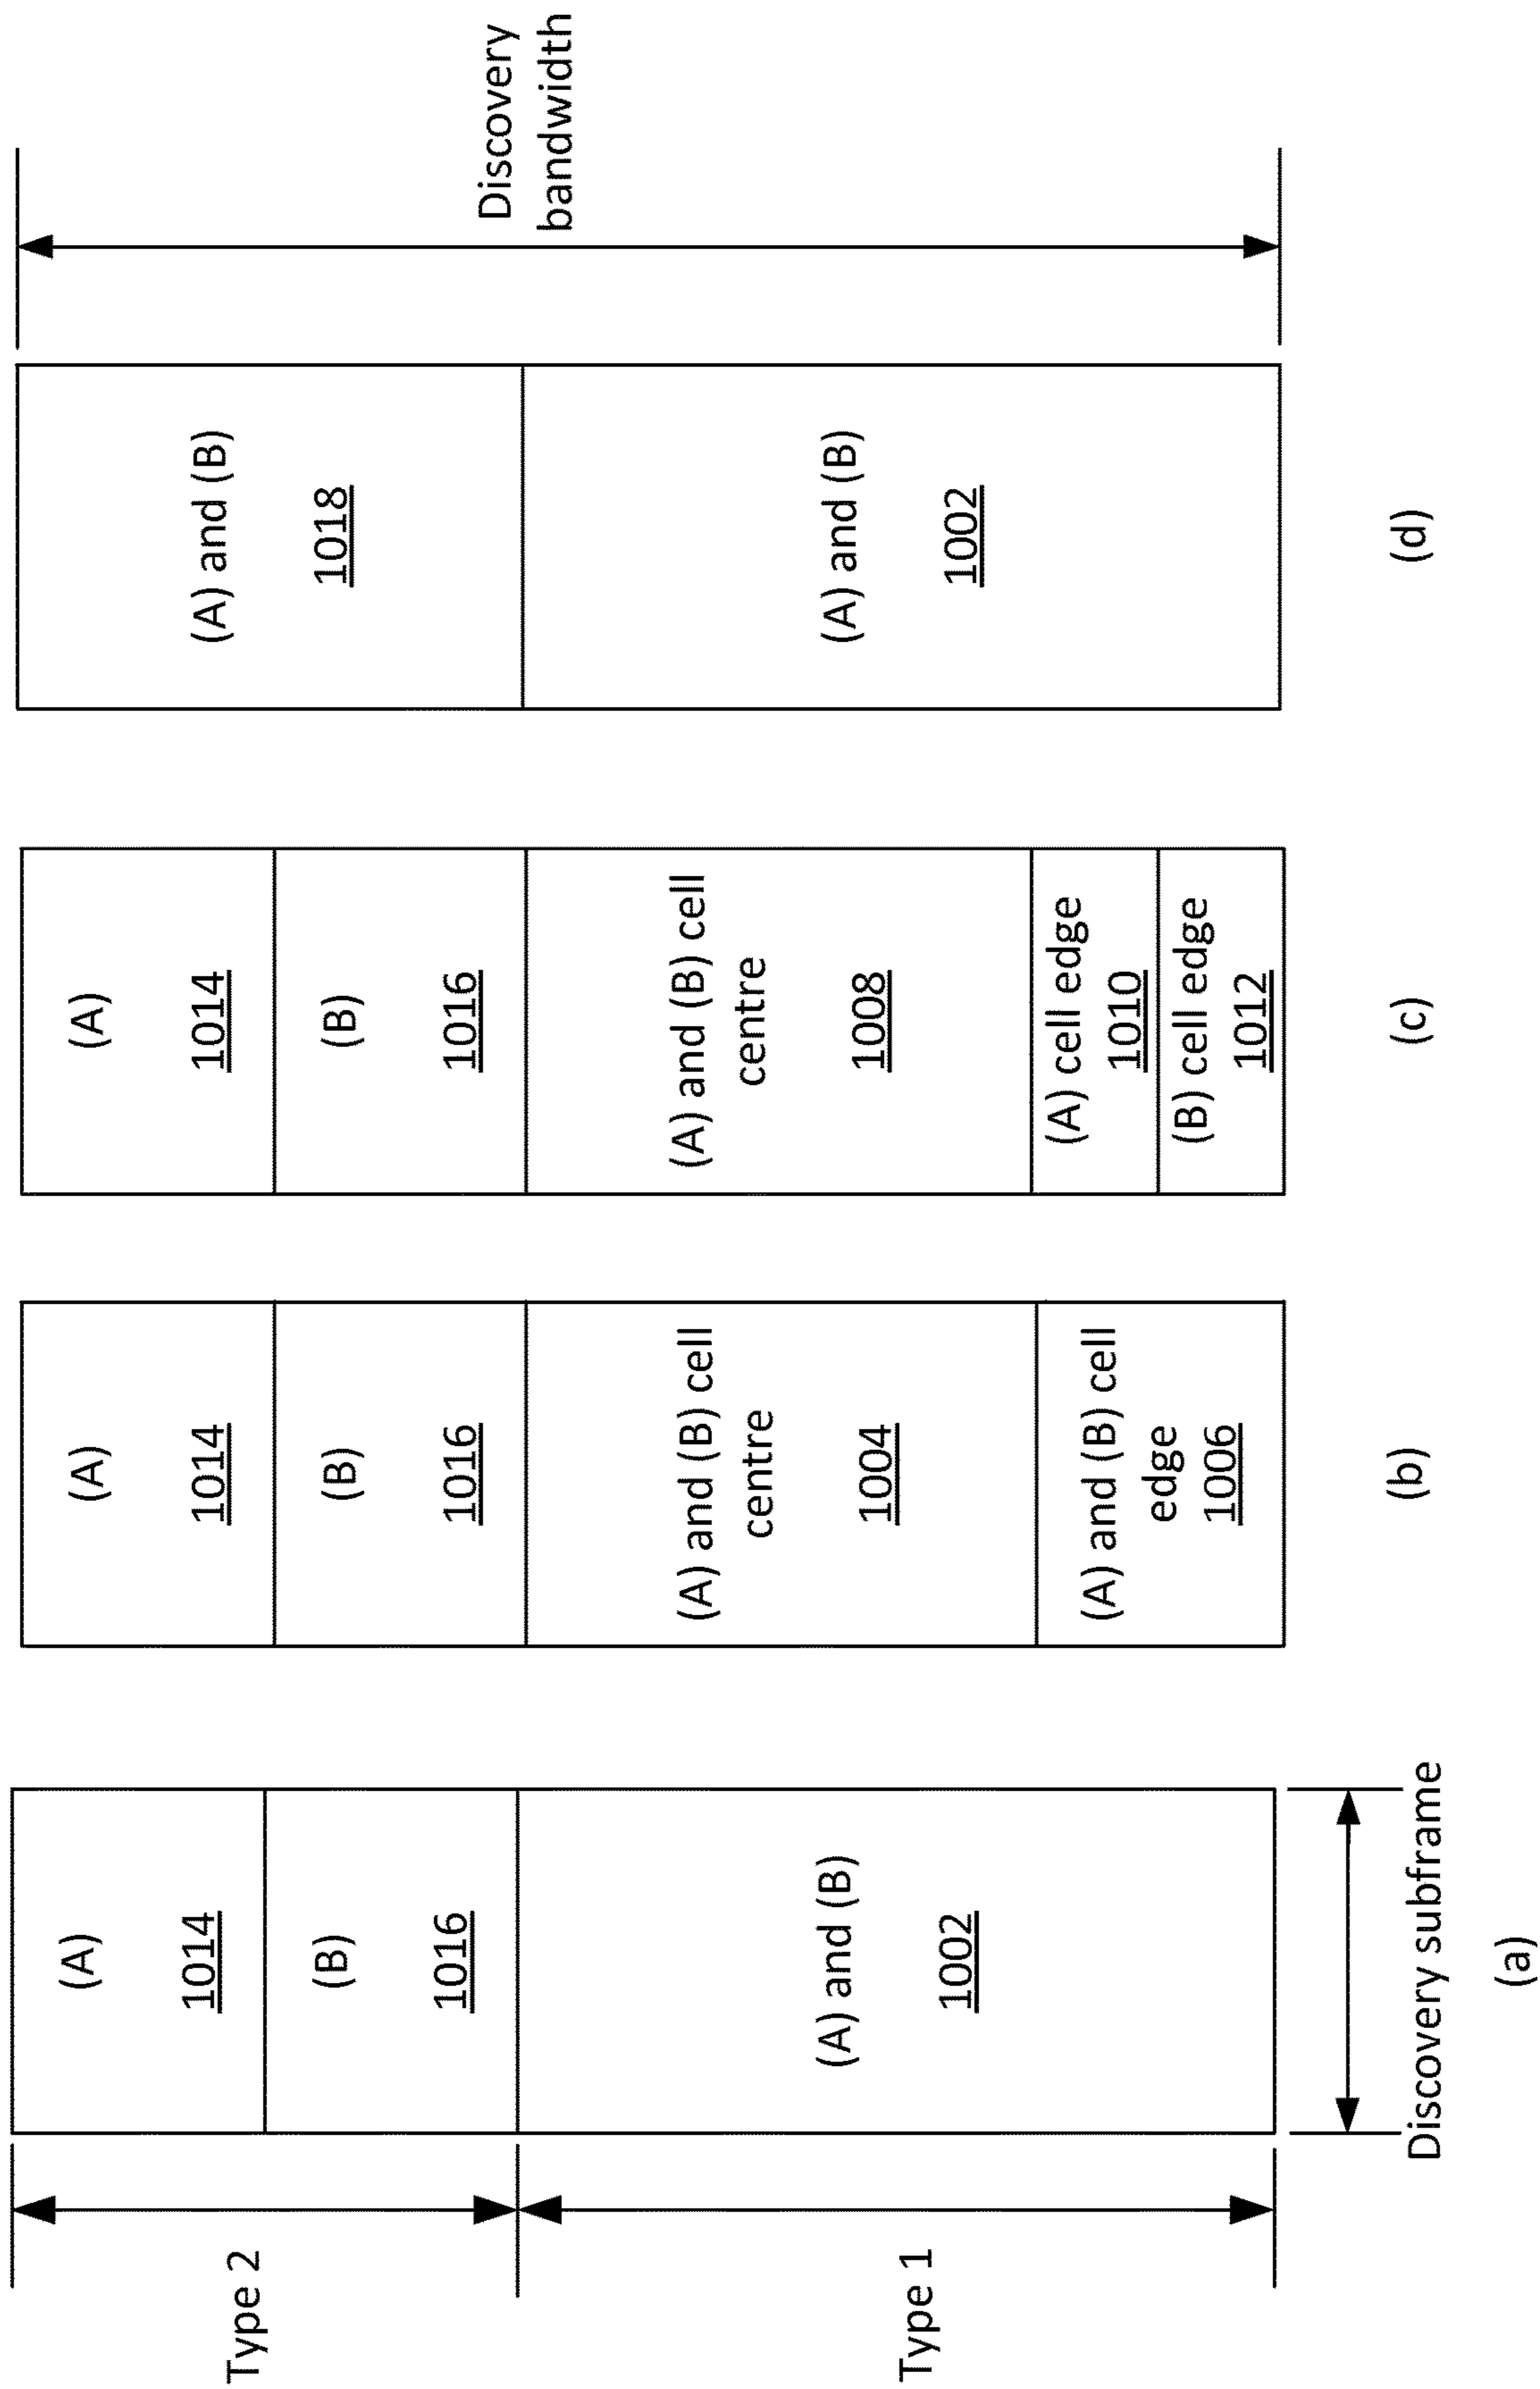 Type 2
Type 1
(A)
1014
(B)
1016
(A) and (B)
1002
Discovery subframe
(a)
(A)
1014
(B)
1016
(A) and (B) cell
centre
1004
(A) and (B) cell
edge
1006
(b)
(A)
1014
(B)
1016
(A) and (B) cell
centre
1008
(A) cell edge
1010
(B) cell edge
1012
(c)
(A) and (B)
1018
(A) and (B)
1002
(d)
Discovery
bandwidth